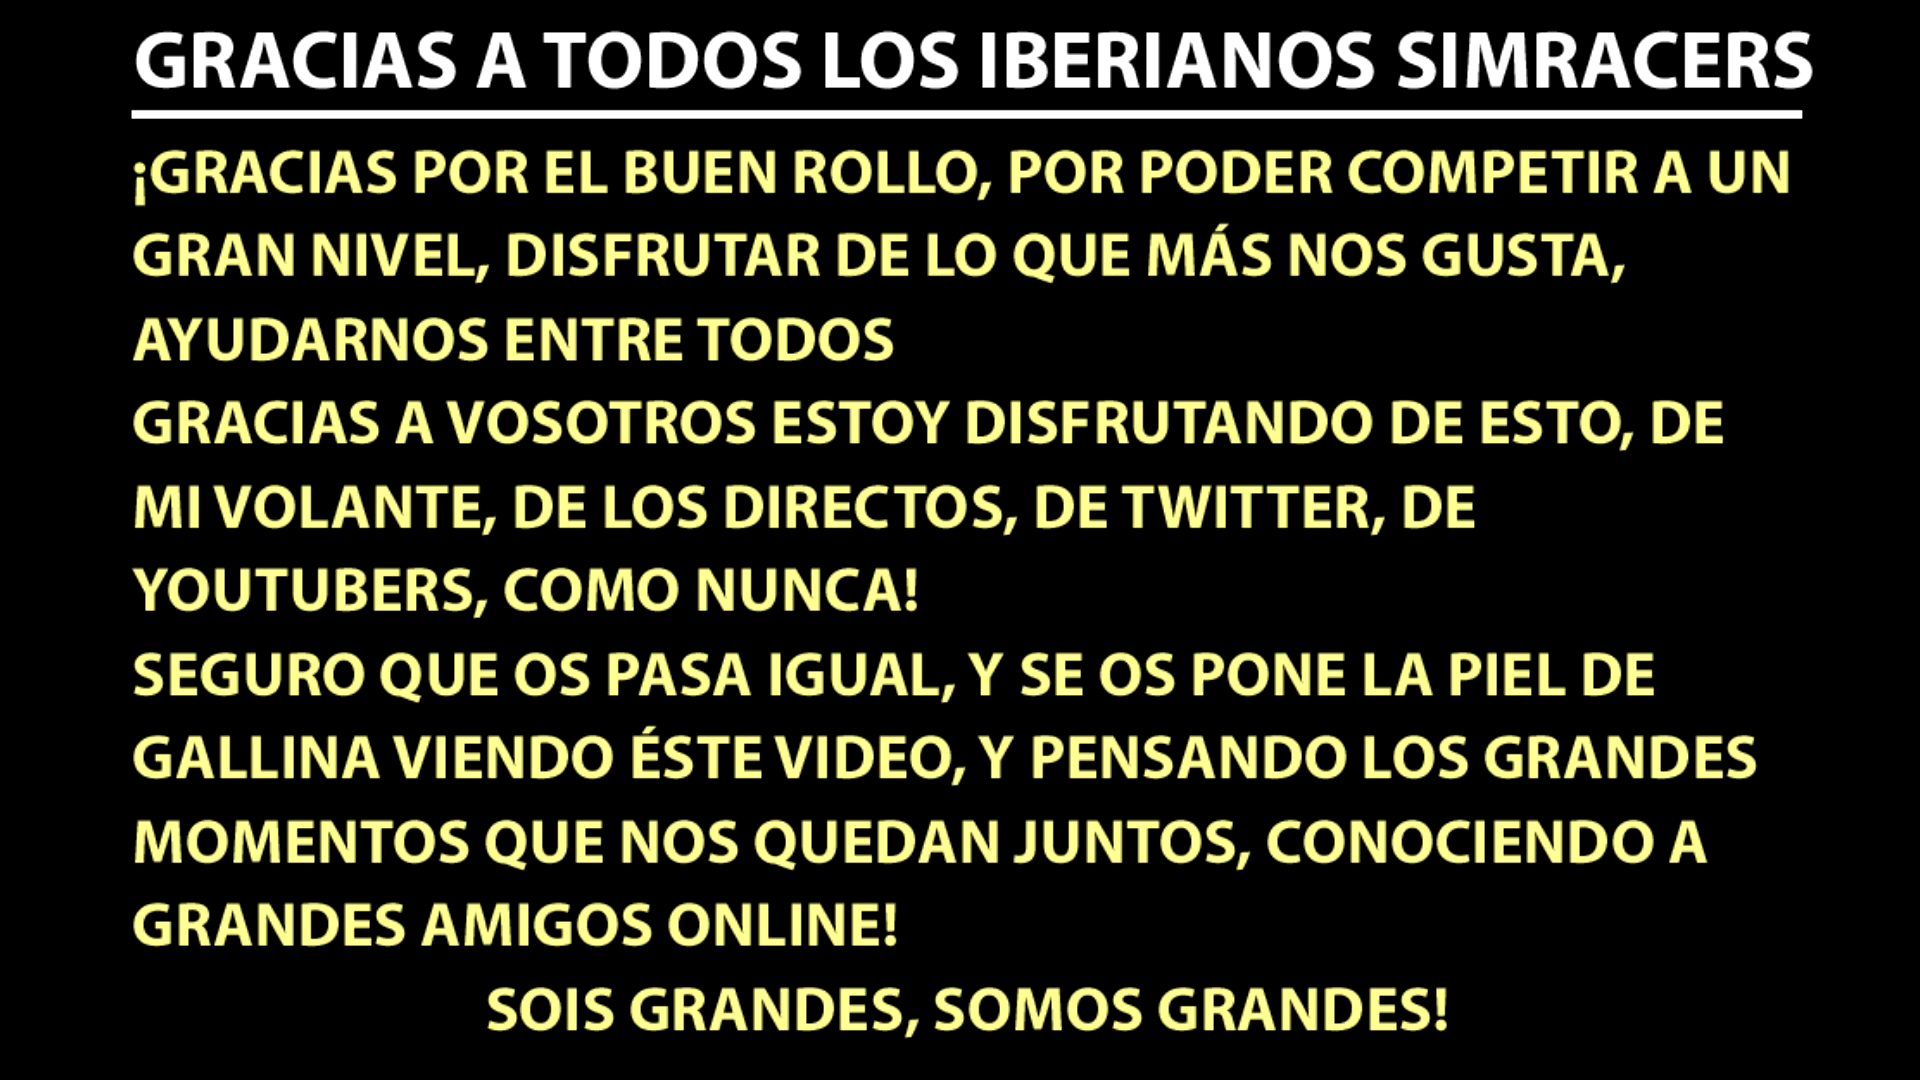 GRACIAS A TODOS LOS IBERIANOS SIMRACERS
¡GRACIAS POR EL BUEN ROLLO, POR PODER COMPETIR A UN
GRAN NIVEL, DISFRUTAR DE LO QUE MÁS NOS GUSTA,
AYUDARNOS ENTRE TODOS
GRACIAS A VOSOTROS ESTOY DISFRUTANDO DE ESTO, DE
MI VOLANTE, DE LOS DIRECTOS, DE TWITTER, DE
YOUTUBERS, COMO NUNCA!
SEGURO QUE OS PASA IGUAL, Y SE OS PONE LA PIEL DE
GALLINA VIENDO ÉSTE VIDEO, Y PENSANDO LOS GRANDES
MOMENTOS QUE NOS QUEDAN JUNTOS, CONOCIENDO A
GRANDES AMIGOS ONLINE!
SOIS GRANDES, SOMOS GRANDES!